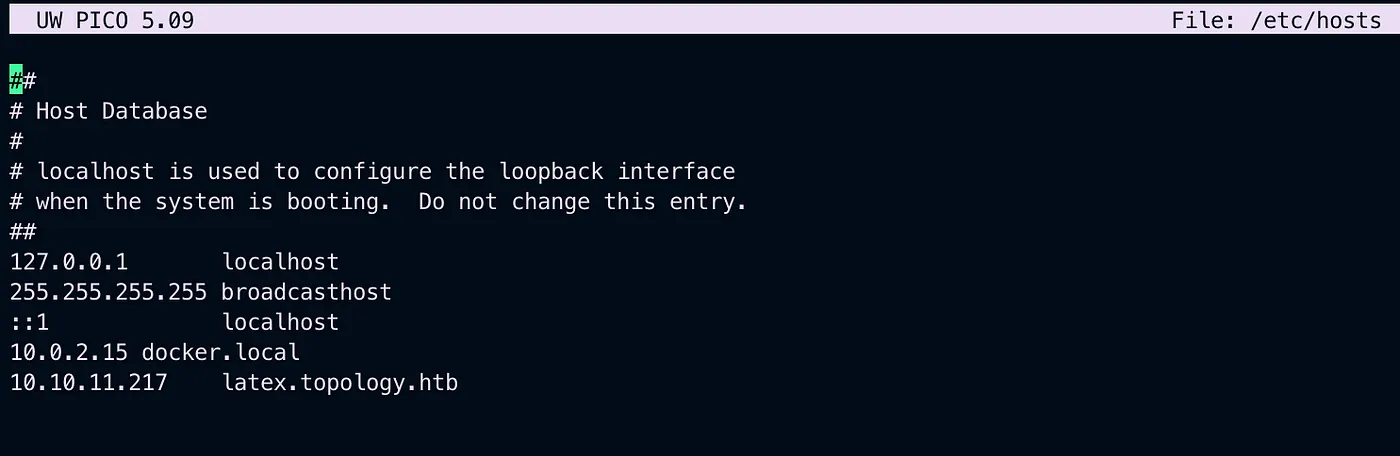 UW PICO 5.09 File: /etc/hosts
##
# Host Database
#
# localhost is used to configure the loopback interface
# when the system is booting.  Do not change this entry.
##
127.0.0.1       localhost
255.255.255.255 broadcasthost
::1             localhost
10.0.2.15 docker.local
10.10.11.217    latex.topology.htb